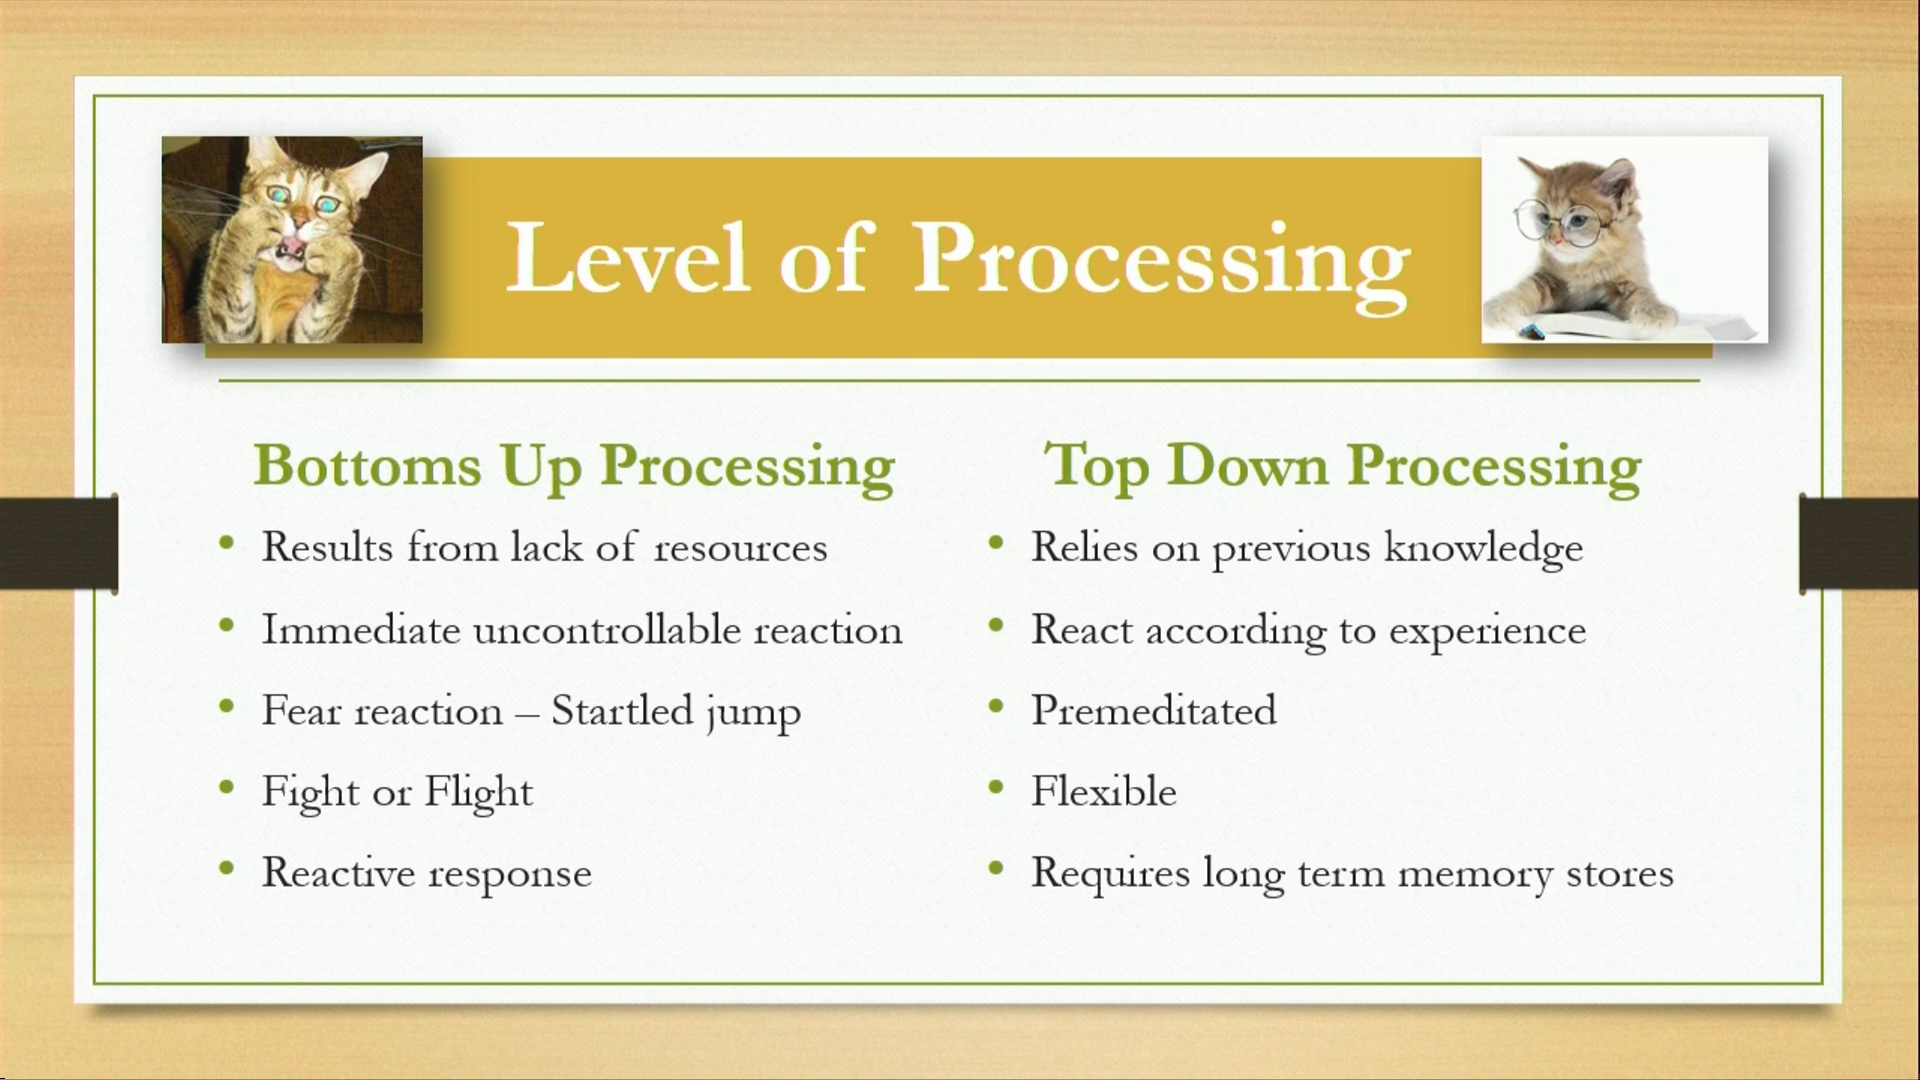 Level of Processing
Bottoms Up Processing
• Results from lack of resources
• Immediate uncontrollable reaction
• Fear reaction – Startled jump
• Fight or Flight
• Reactive response
Top Down Processing
• Relies on previous knowledge
• React according to experience
• Premeditated
• Flexible
• Requires long term memory stores